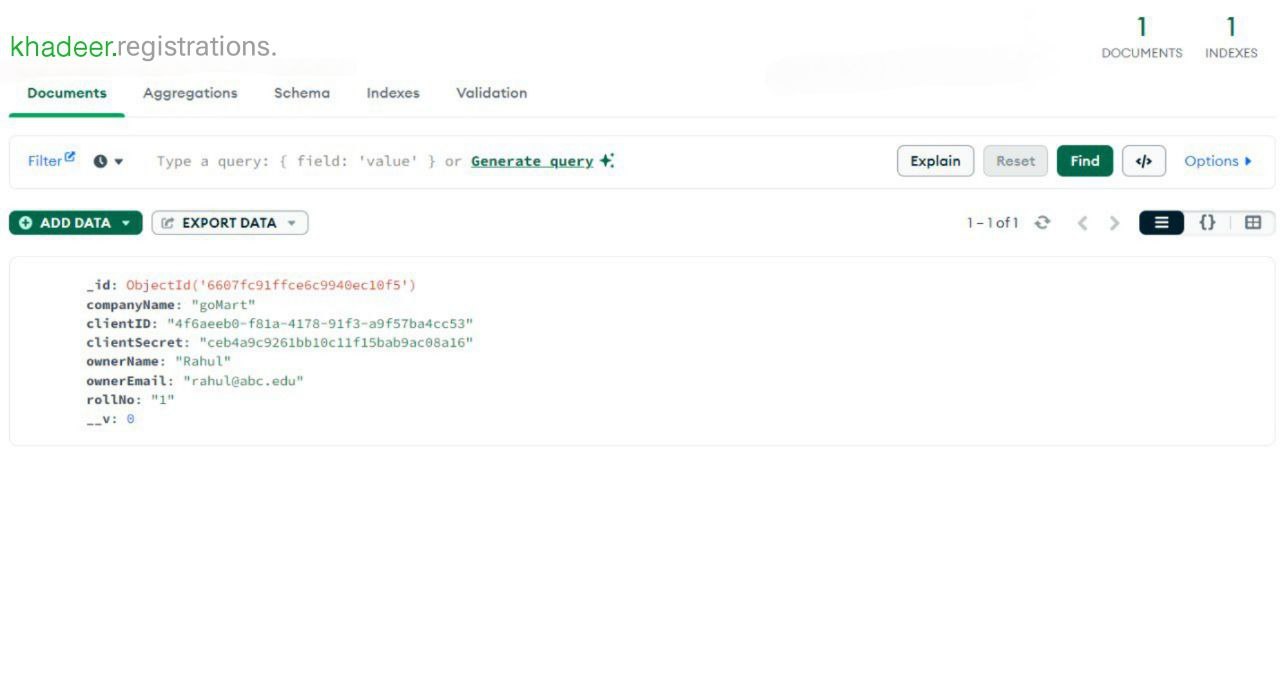 khadeer.registrations.
1 1
DOCUMENTS INDEXES
Documents Aggregations Schema Indexes Validation
Filter Type a query: { field: 'value' } or Generate query Explain Reset Find </> Options
ADD DATA EXPORT DATA 1 – 1 of 1 {}
_id: ObjectId('6607fc91ffce6c9940ec10f5')
companyName: "goMart"
clientID: "4f6aeeb0-f81a-4178-91f3-a9f57ba4cc53"
clientSecret: "ceb4a9c9261bb10c11f15bab9ac08a16"
ownerName: "Rahul"
ownerEmail: "rahul@abc.edu"
rollNo: "1"
__v: 0